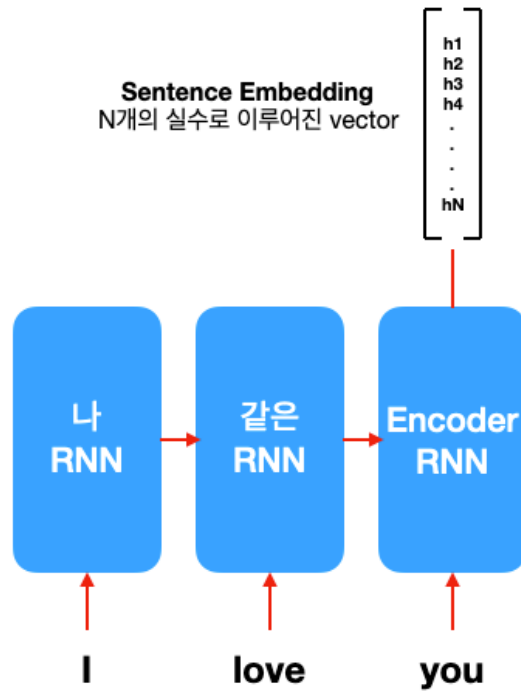 h1
h2
h3
h4
.
.
.
.
hN
Sentence Embedding
N개의 실수로 이루어진 vector
나
RNN
같은
RNN
Encoder
RNN
I
love
you